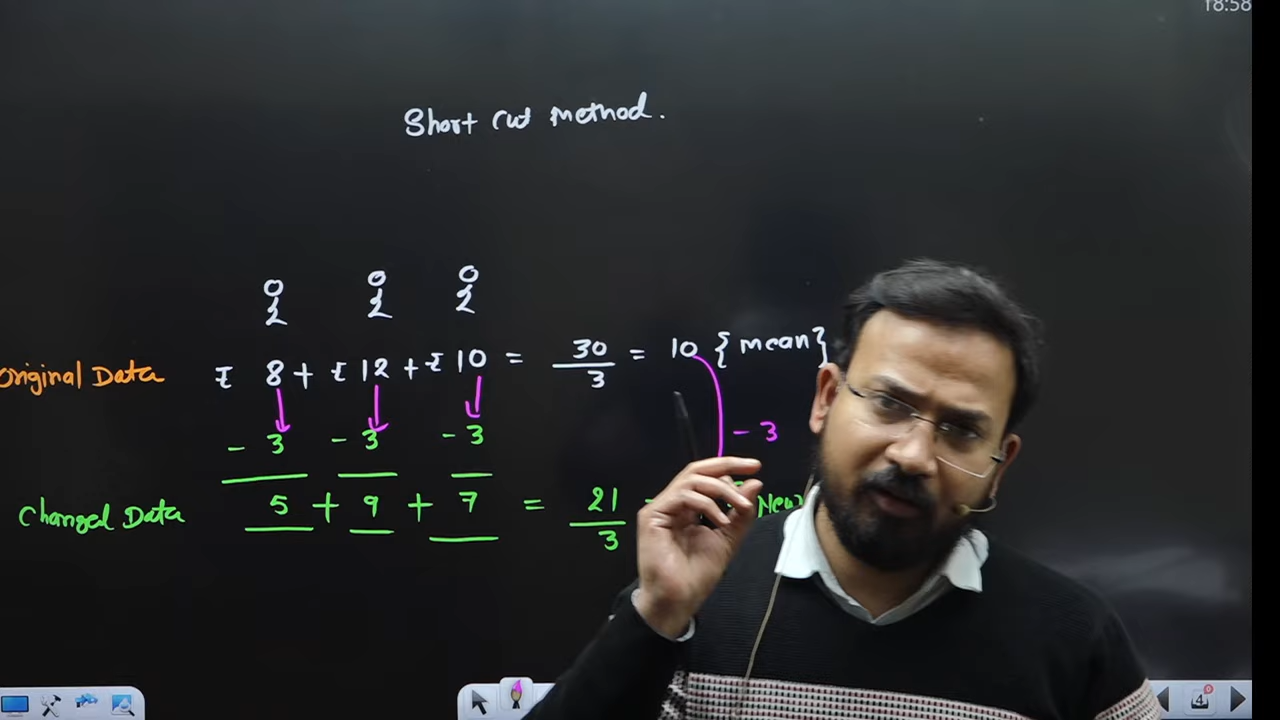 18:58
Short cut method.
Original Data ₹ 8 + ₹ 12 + ₹ 10 = 30/3 = 10 {mean}
- 3 - 3 - 3 - 3
Changed Data 5 + 9 + 7 = 21/3
4